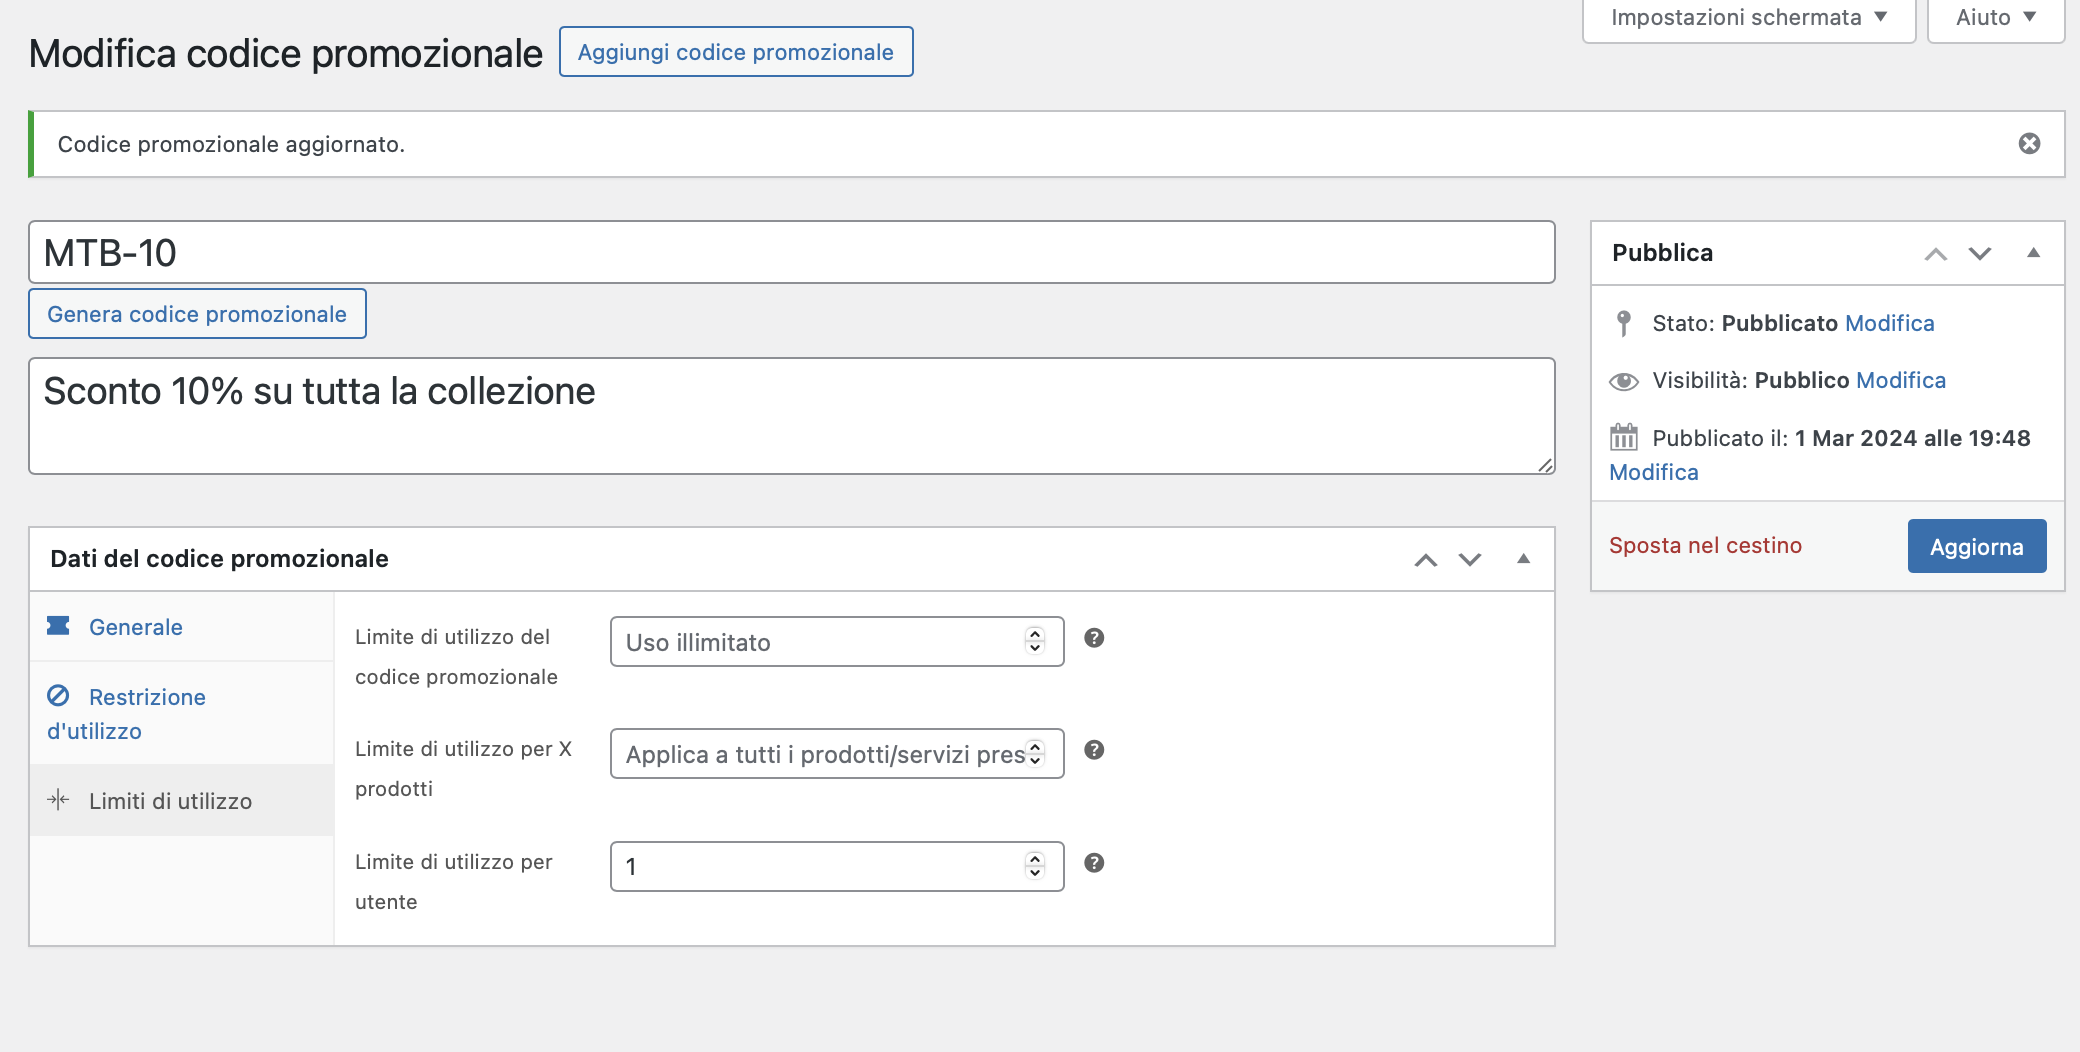 Impostazioni schermata ▼
Aiuto ▼
Modifica codice promozionale
Aggiungi codice promozionale
Codice promozionale aggiornato.
MTB-10
Genera codice promozionale
Sconto 10% su tutta la collezione
Dati del codice promozionale
Generale
Restrizione
d'utilizzo
Limiti di utilizzo
Limite di utilizzo del
codice promozionale
Uso illimitato
Limite di utilizzo per X
prodotti
Applica a tutti i prodotti/servizi pres
Limite di utilizzo per
utente
1
Pubblica
Stato: Pubblicato Modifica
Visibilità: Pubblico Modifica
Pubblicato il: 1 Mar 2024 alle 19:48
Modifica
Sposta nel cestino
Aggiorna